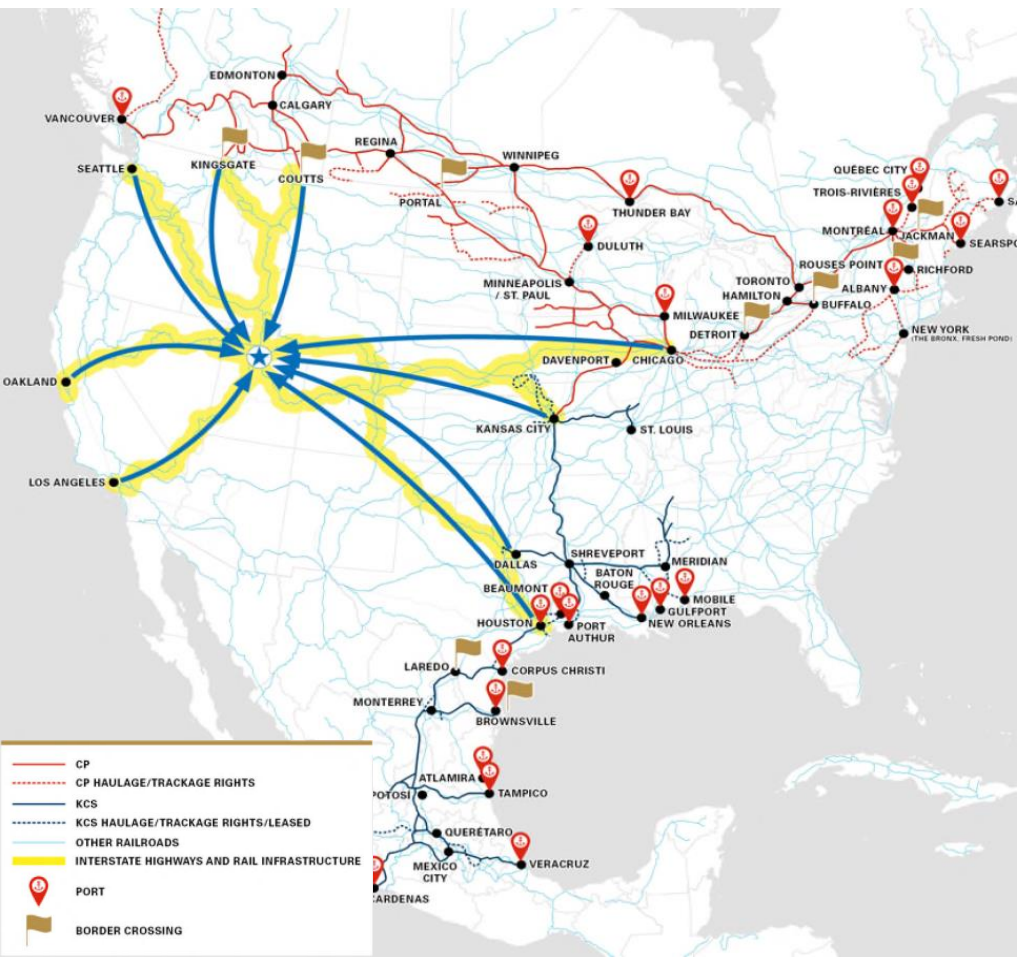 EDMONTON
CALGARY
VANCOUVER
REGINA
WINNIPEG
SEATTLE
KINGSGATE
COUTTS
PORTAL
THUNDER BAY
DULUTH
QUÉBEC CITY
TROIS-RIVIÈRES
SA
MONTRÉAL
JACKMAN
SEARSPO
ROUSES POINT
RICHFORD
MINNEAPOLIS
/ ST. PAUL
TORONTO
HAMILTON
ALBANY
BUFFALO
MILWAUKEE
DETROIT
NEW YORK
(THE BRONX, FRESH POND)
DAVENPORT
CHICAGO
OAKLAND
KANSAS CITY
ST. LOUIS
LOS ANGELES
DALLAS
SHREVEPORT
MERIDIAN
BATON
ROUGE
BEAUMONT
MOBILE
GULFPORT
NEW ORLEANS
HOUSTON
PORT
AUTHUR
LAREDO
CORPUS CHRISTI
MONTERREY
BROWNSVILLE
ATLAMIRA
TAMPICO
POTOSÍ
QUERÉTARO
MEXICO
CITY
VERACRUZ
CARDENAS
CP
CP HAULAGE/TRACKAGE RIGHTS
KCS
KCS HAULAGE/TRACKAGE RIGHTS/LEASED
OTHER RAILROADS
INTERSTATE HIGHWAYS AND RAIL INFRASTRUCTURE
PORT
BORDER CROSSING